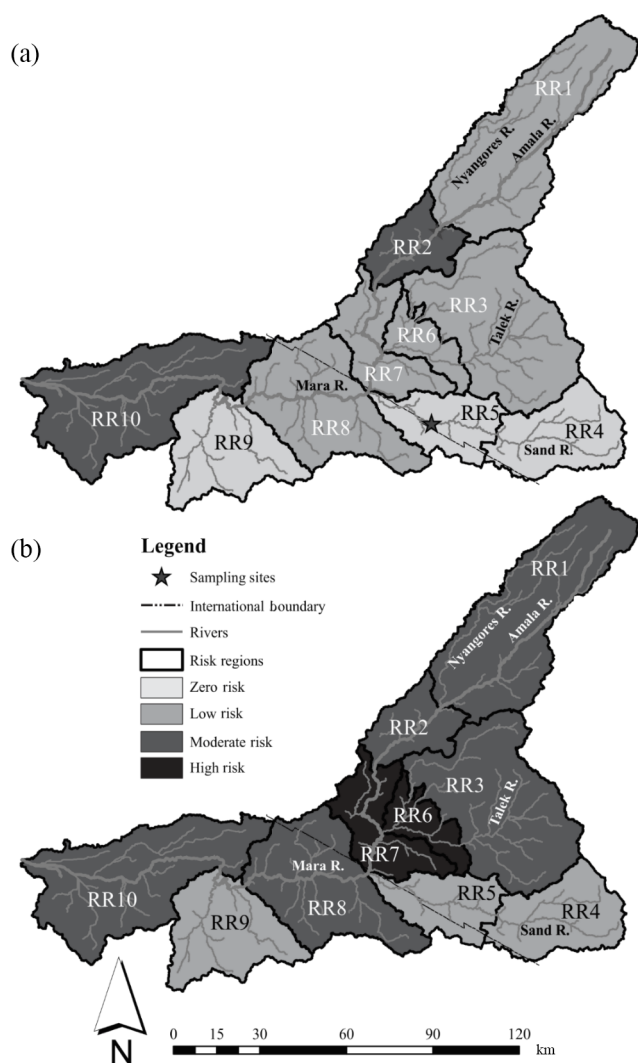 (a)
RR1
Nyangores R.
Amala R.
RR2
RR3
Talek R.
RR6
RR7
Mara R.
RR5
RR10
RR8
RR4
RR9
Sand R.
(b)
Legend
Sampling sites
International boundary
Rivers
Risk regions
Zero risk
Low risk
Moderate risk
High risk
RR1
Nyangores R.
Amala R.
RR2
RR3
Talek R.
RR6
RR7
Mara R.
RR5
RR10
RR8
RR4
RR9
Sand R.
N
0 15 30 60 90 120
km